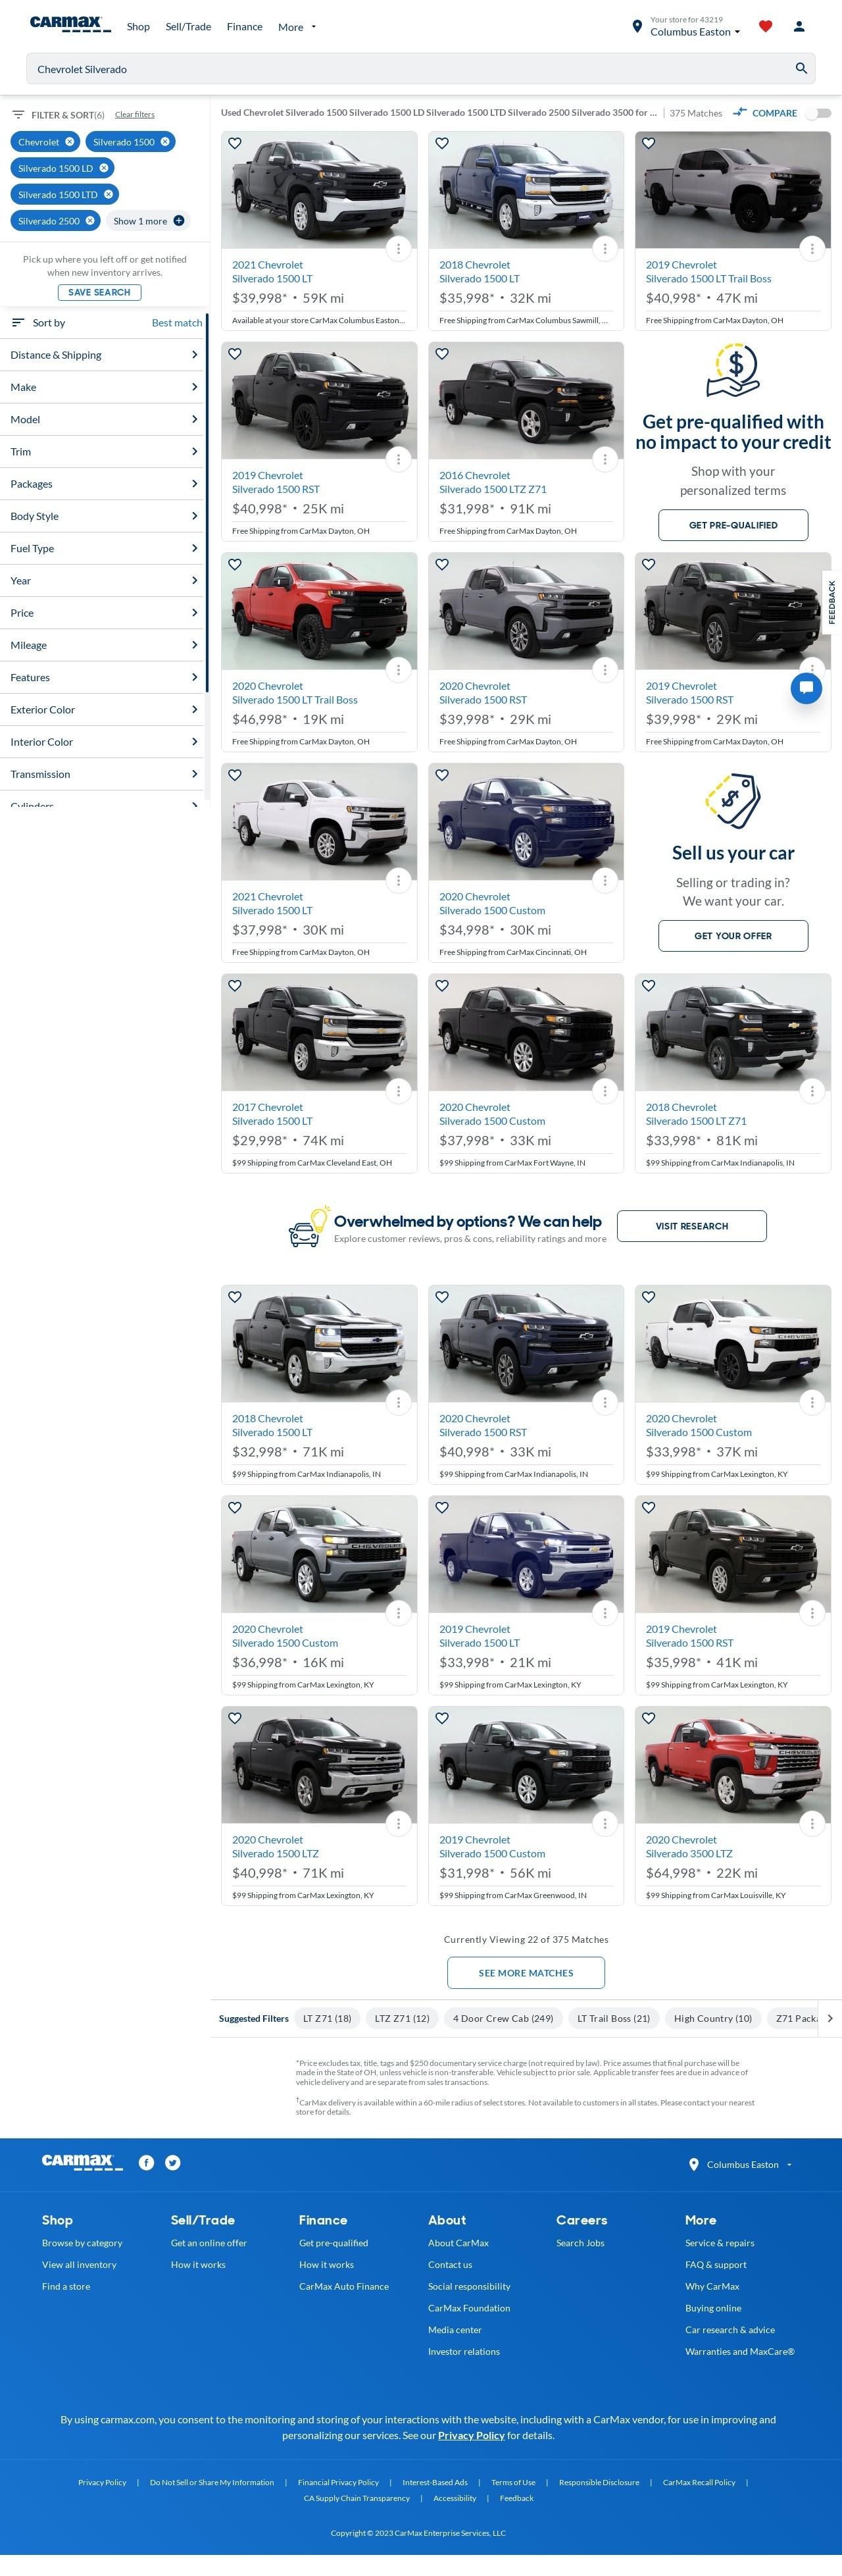 CARMAX
Shop
Sell/Trade
Finance
More
Your store for 43219
Columbus Easton
Chevrolet Silverado
FILTER & SORT(6)
Clear filters
Chevrolet
Silverado 1500
Silverado 1500 LD
Silverado 1500 LTD
Silverado 2500
Show 1 more
Pick up where you left off or get notified
when new inventory arrives.
SAVE SEARCH
Sort by
Best match
Distance & Shipping
Make
Model
Trim
Packages
Body Style
Fuel Type
Year
Price
Mileage
Features
Exterior Color
Interior Color
Transmission
Cylinders
Used Chevrolet Silverado 1500 Silverado 1500 LD Silverado 1500 LTD Silverado 2500 Silverado 3500 for ...
375 Matches
COMPARE
2021 Chevrolet
Silverado 1500 LT
$39,998* • 59K mi
Available at your store CarMax Columbus Easton...
2018 Chevrolet
Silverado 1500 LT
$35,998* • 32K mi
Free Shipping from CarMax Columbus Sawmill, ...
2019 Chevrolet
Silverado 1500 LT Trail Boss
$40,998* • 47K mi
Free Shipping from CarMax Dayton, OH
2019 Chevrolet
Silverado 1500 RST
$40,998* • 25K mi
Free Shipping from CarMax Dayton, OH
2016 Chevrolet
Silverado 1500 LTZ Z71
$31,998* • 91K mi
Free Shipping from CarMax Dayton, OH
Get pre-qualified with
no impact to your credit
Shop with your
personalized terms
GET PRE-QUALIFIED
FEEDBACK
2020 Chevrolet
Silverado 1500 LT Trail Boss
$46,998* • 19K mi
Free Shipping from CarMax Dayton, OH
2020 Chevrolet
Silverado 1500 RST
$39,998* • 29K mi
Free Shipping from CarMax Dayton, OH
2019 Chevrolet
Silverado 1500 RST
$39,998* • 29K mi
Free Shipping from CarMax Dayton, OH
2021 Chevrolet
Silverado 1500 LT
$37,998* • 30K mi
Free Shipping from CarMax Dayton, OH
2020 Chevrolet
Silverado 1500 Custom
$34,998* • 30K mi
Free Shipping from CarMax Cincinnati, OH
Sell us your car
Selling or trading in?
We want your car.
GET YOUR OFFER
2017 Chevrolet
Silverado 1500 LT
$29,998* • 74K mi
$99 Shipping from CarMax Cleveland East, OH
2020 Chevrolet
Silverado 1500 Custom
$37,998* • 33K mi
$99 Shipping from CarMax Fort Wayne, IN
2018 Chevrolet
Silverado 1500 LT Z71
$33,998* • 81K mi
$99 Shipping from CarMax Indianapolis, IN
Overwhelmed by options? We can help
Explore customer reviews, pros & cons, reliability ratings and more
VISIT RESEARCH
2018 Chevrolet
Silverado 1500 LT
$32,998* • 71K mi
$99 Shipping from CarMax Indianapolis, IN
2020 Chevrolet
Silverado 1500 RST
$40,998* • 33K mi
$99 Shipping from CarMax Indianapolis, IN
2020 Chevrolet
Silverado 1500 Custom
$33,998* • 37K mi
$99 Shipping from CarMax Lexington, KY
2020 Chevrolet
Silverado 1500 Custom
$36,998* • 16K mi
$99 Shipping from CarMax Lexington, KY
2019 Chevrolet
Silverado 1500 LT
$33,998* • 21K mi
$99 Shipping from CarMax Lexington, KY
2019 Chevrolet
Silverado 1500 RST
$35,998* • 41K mi
$99 Shipping from CarMax Lexington, KY
2020 Chevrolet
Silverado 1500 LTZ
$40,998* • 71K mi
$99 Shipping from CarMax Lexington, KY
2019 Chevrolet
Silverado 1500 Custom
$31,998* • 56K mi
$99 Shipping from CarMax Greenwood, IN
2020 Chevrolet
Silverado 3500 LTZ
$64,998* • 22K mi
$99 Shipping from CarMax Louisville, KY
Currently Viewing 22 of 375 Matches
SEE MORE MATCHES
Suggested Filters
LT Z71 (18)
LTZ Z71 (12)
4 Door Crew Cab (249)
LT Trail Boss (21)
High Country (10)
Z71 Packa
*Price excludes tax, title, tags and $250 documentary service charge (not required by law). Price assumes that final purchase will be
made in the State of OH, unless vehicle is non-transferable. Vehicle subject to prior sale. Applicable transfer fees are due in advance of
vehicle delivery and are separate from sales transactions.
†CarMax delivery is available within a 60-mile radius of select stores. Not available to customers in all states. Please contact your nearest
store for details.
CARMAX
Columbus Easton
Shop
Browse by category
View all inventory
Find a store
Sell/Trade
Get an online offer
How it works
Finance
Get pre-qualified
How it works
CarMax Auto Finance
About
About CarMax
Contact us
Social responsibility
CarMax Foundation
Media center
Investor relations
Careers
Search Jobs
More
Service & repairs
FAQ & support
Why CarMax
Buying online
Car research & advice
Warranties and MaxCare®
By using carmax.com, you consent to the monitoring and storing of your interactions with the website, including with a CarMax vendor, for use in improving and
personalizing our services. See our Privacy Policy for details.
Privacy Policy | Do Not Sell or Share My Information | Financial Privacy Policy | Interest-Based Ads | Terms of Use | Responsible Disclosure | CarMax Recall Policy |
CA Supply Chain Transparency | Accessibility | Feedback
Copyright © 2023 CarMax Enterprise Services, LLC